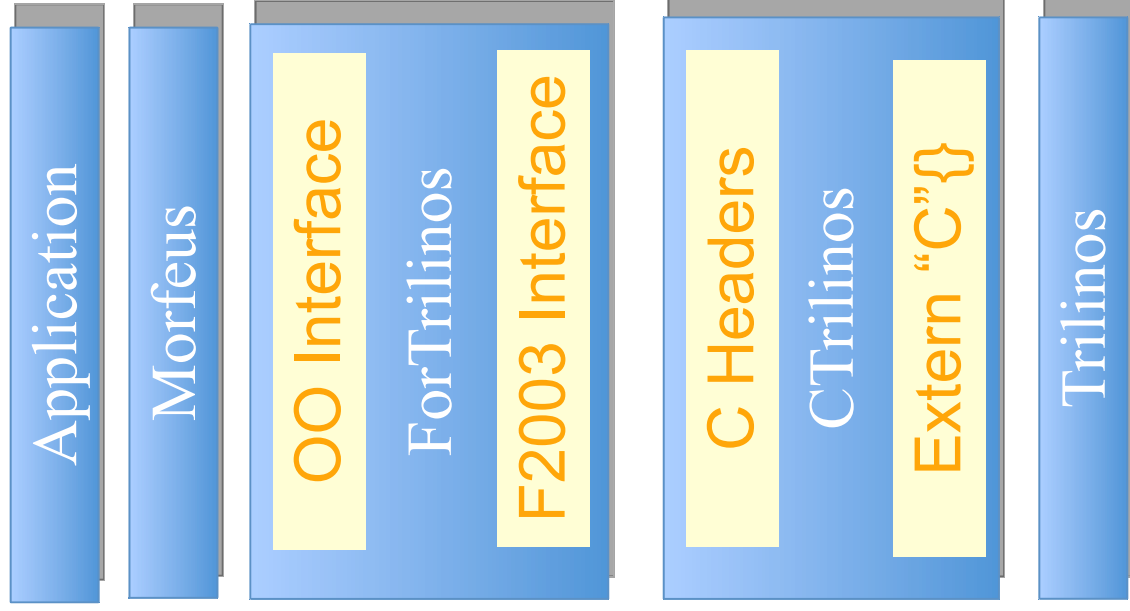 Application
Morfeus
OO Interface
ForTrilinos
F2003 Interface
C Headers
CTrilinos
Extern “C”{}
Trilinos